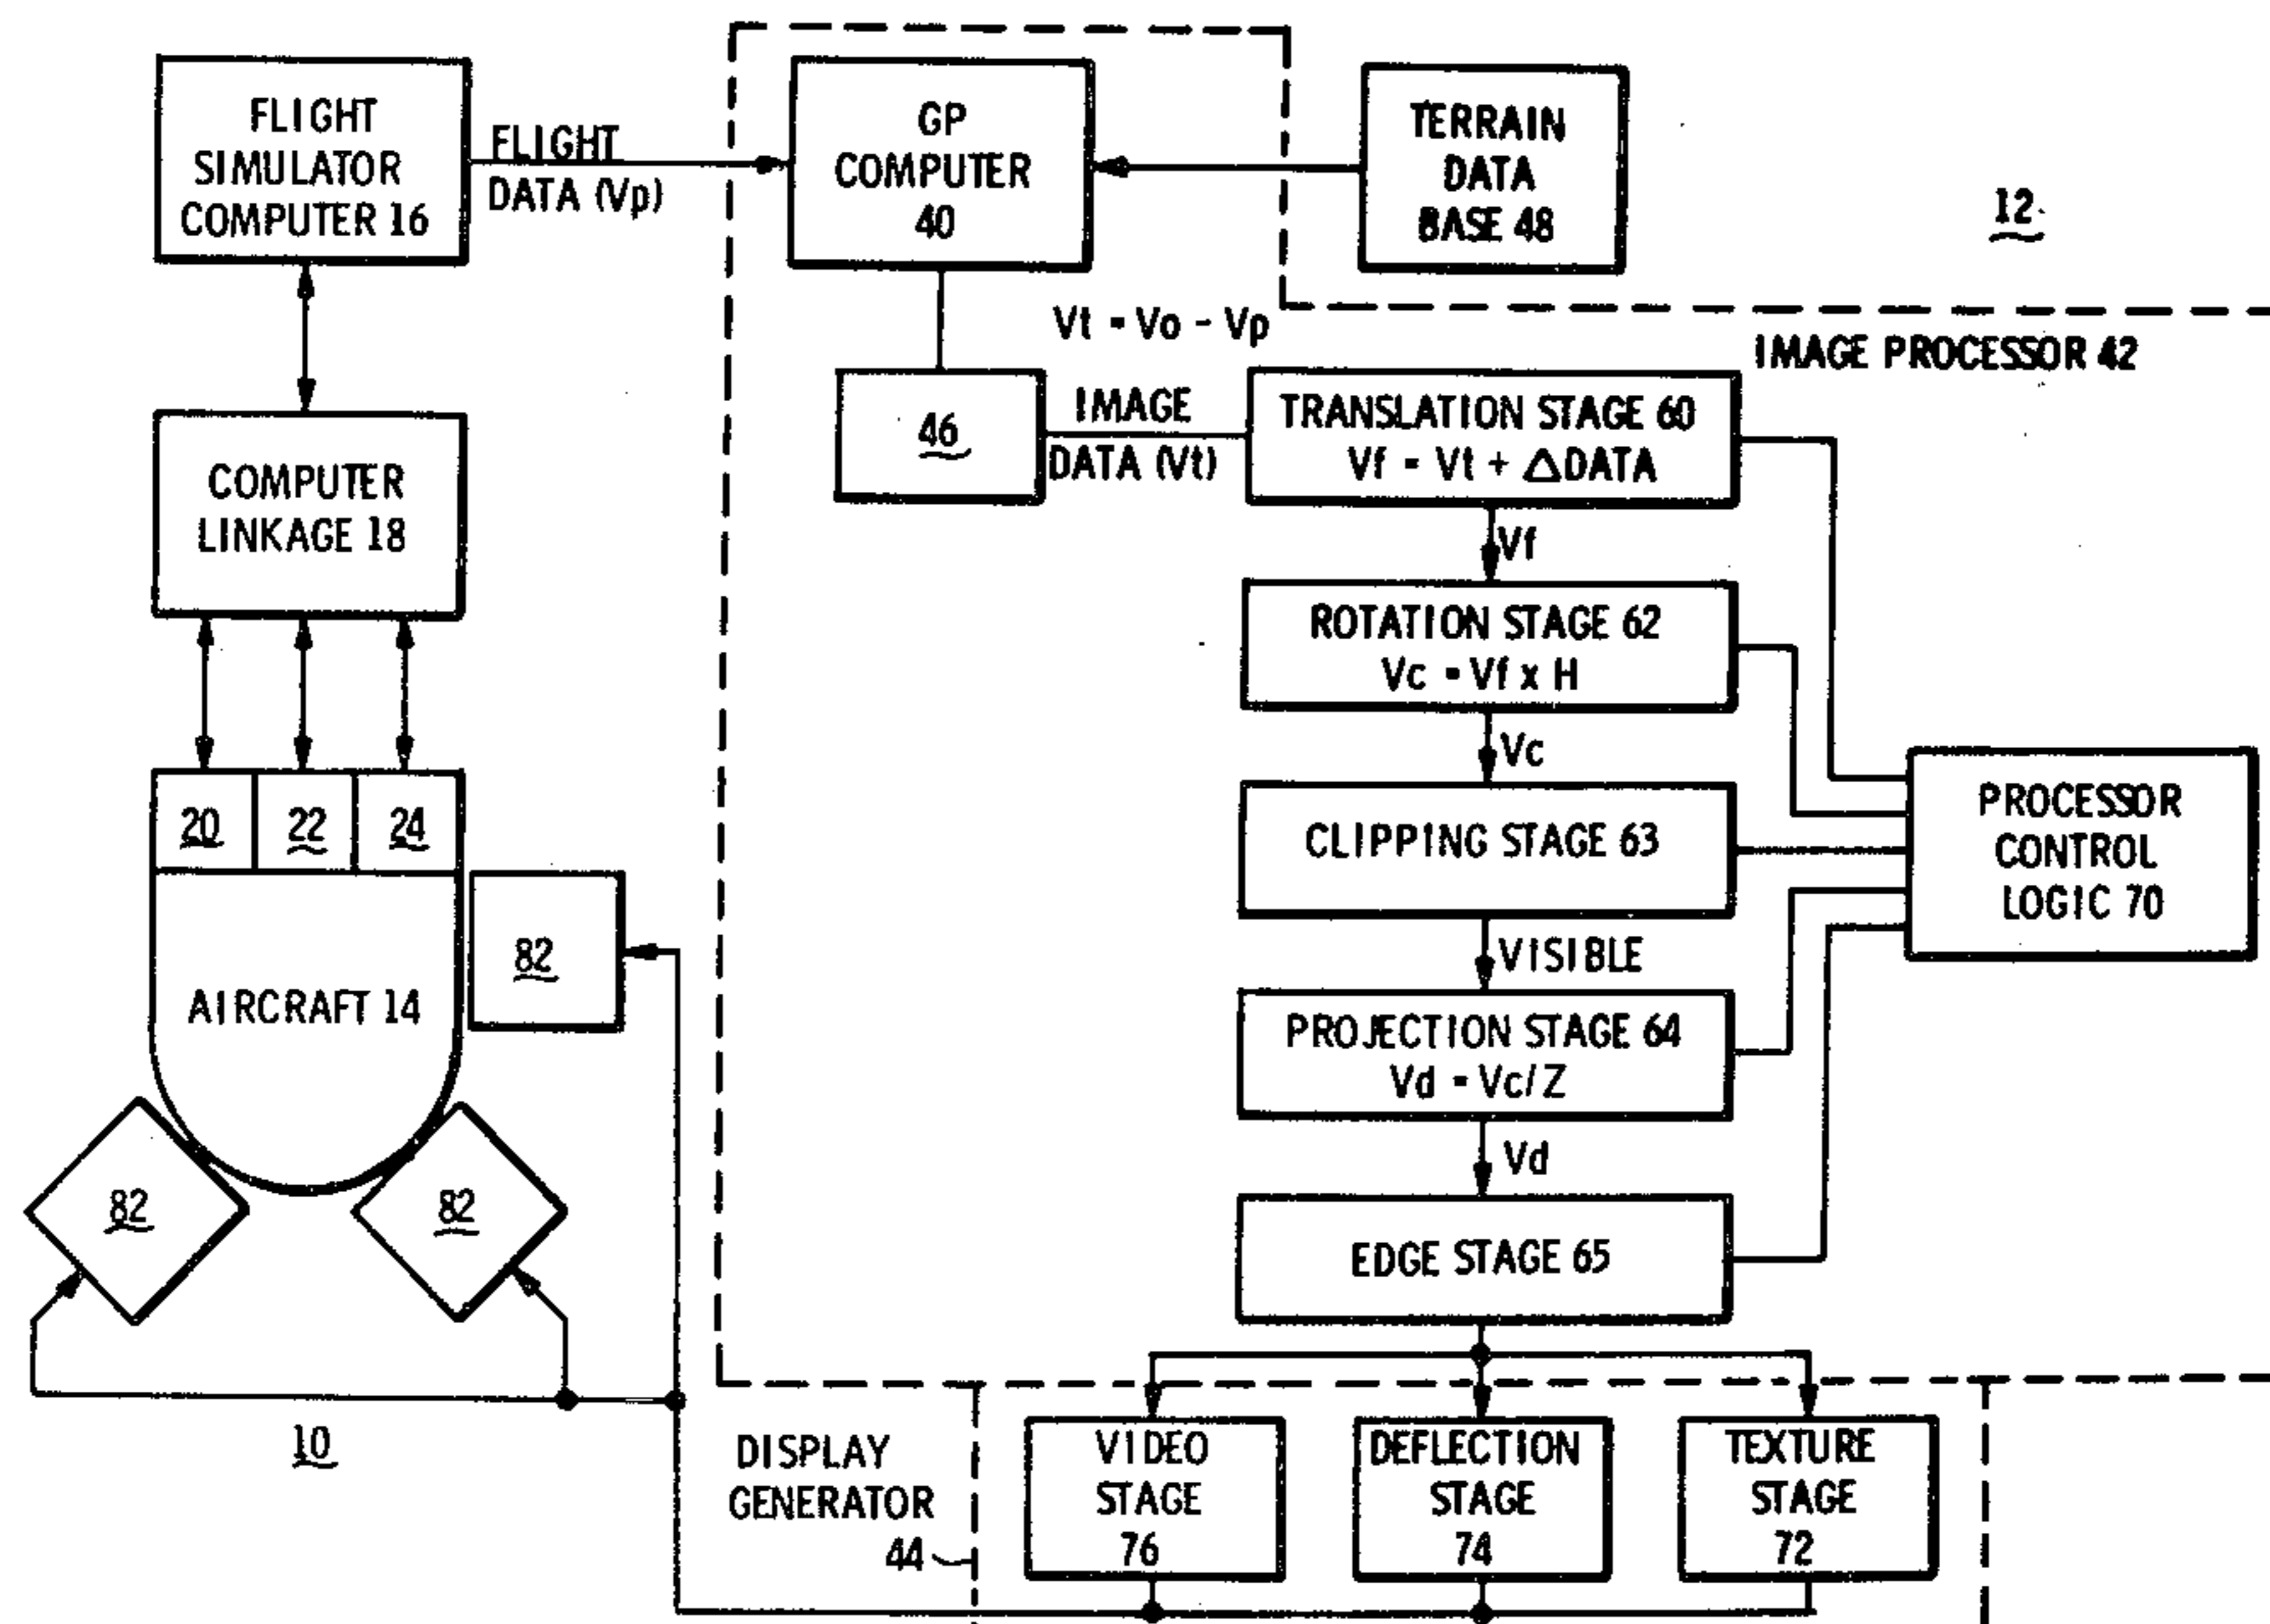 FLIGHT
SIMULATOR
COMPUTER 16
FLIGHT
DATA (Vp)
GP
COMPUTER
40
TERRAIN
DATA
BASE 48
12
Vt = Vo - Vp
IMAGE PROCESSOR 42
46
IMAGE
DATA (Vt)
TRANSLATION STAGE 60
Vf = Vt + ΔDATA
COMPUTER
LINKAGE 18
Vf
ROTATION STAGE 62
Vc = Vf x H
Vc
20
22
24
CLIPPING STAGE 63
PROCESSOR
CONTROL
LOGIC 70
82
VISIBLE
AIRCRAFT 14
PROJECTION STAGE 64
Vd = Vc/Z
Vd
82
82
EDGE STAGE 65
10
DISPLAY
GENERATOR
44
VIDEO
STAGE
76
DEFLECTION
STAGE
74
TEXTURE
STAGE
72